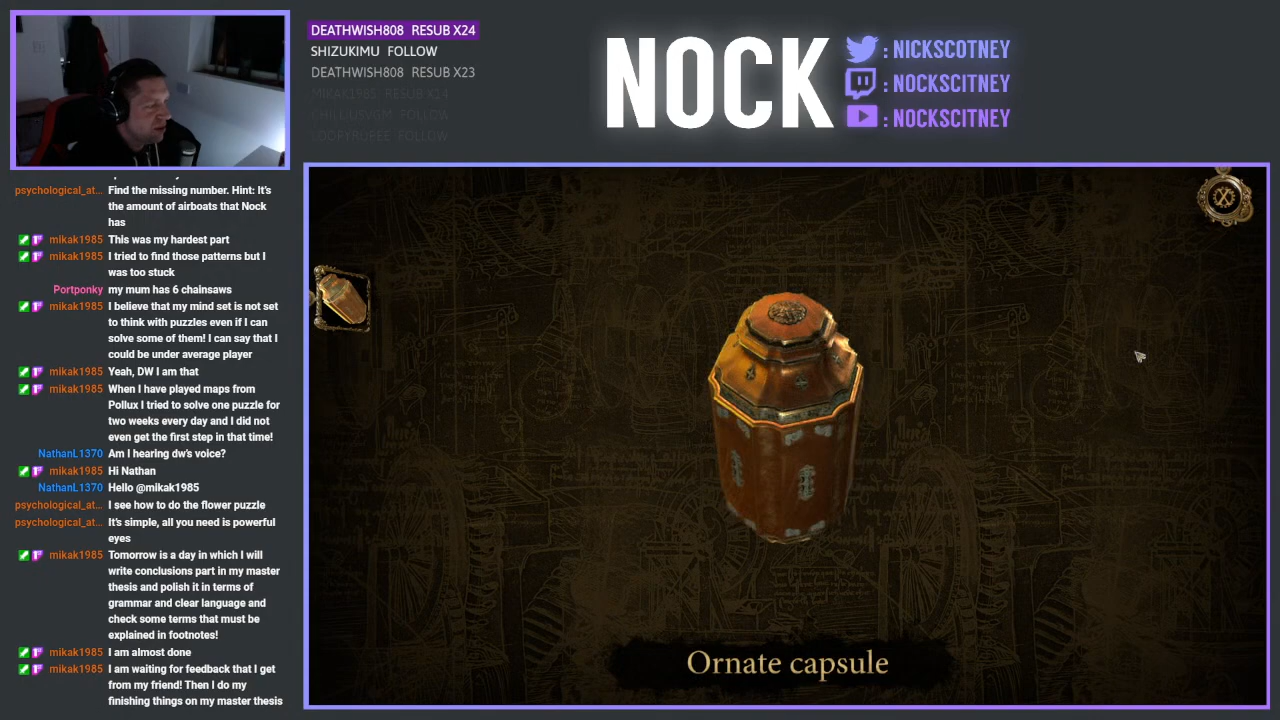 DEATHWISH808 RESUB X24
SHIZUKIMU FOLLOW
DEATHWISH808 RESUB X23
MIKAK1985 RESUB X14
NOCK
: NICKSCOTNEY
: NOCKSCITNEY
: NOCKSCITNEY
psychological_at... Find the missing number. Hint: It's
the amount of airboats that Nock
has
mikak1985 This was my hardest part
mikak1985 I tried to find those patterns but I
was too stuck
Portponky my mum has 6 chainsaws
mikak1985 I believe that my mind set is not set
to think with puzzles even if I can
solve some of them! I can say that I
could be under average player
mikak1985 Yeah, DW I am that
mikak1985 When I have played maps from
Pollux I tried to solve one puzzle for
two weeks every day and I did not
even get the first step in that time!
NathanL1370 Am I hearing dw's voice?
mikak1985 Hi Nathan
NathanL1370 Hello @mikak1985
psychological_at... I see how to do the flower puzzle
psychological_at... It's simple, all you need is powerful
eyes
mikak1985 Tomorrow is a day in which I will
write conclusions part in my master
thesis and polish it in terms of
grammar and clear language and
check some terms that must be
explained in footnotes!
mikak1985 I am almost done
mikak1985 I am waiting for feedback that I get
from my friend! Then I do my
finishing things on my master thesis
Ornate capsule